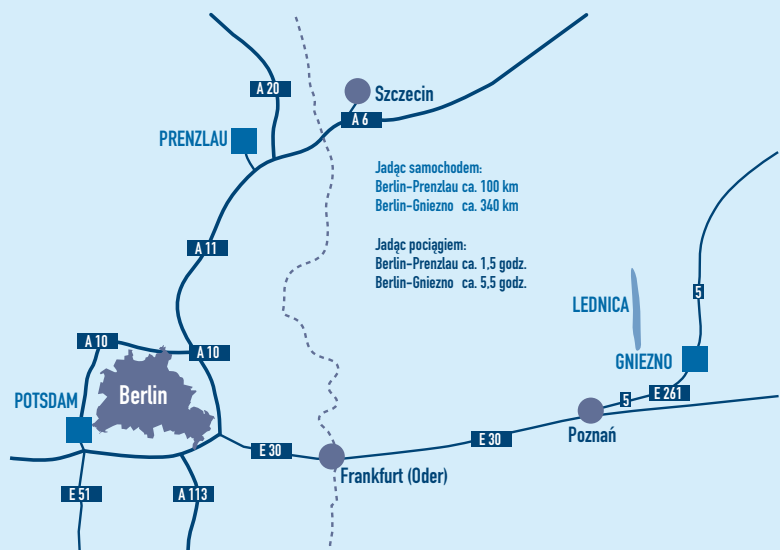 A 20
Szczecin
A 6
PRENZLAU
Jadąc samochodem:
Berlin-Prenzlau ca. 100 km
Berlin-Gniezno ca. 340 km
A 11
Jadąc pociągiem:
Berlin-Prenzlau ca. 1,5 godz.
Berlin-Gniezno ca. 5,5 godz.
5
LEDNICA
A 10
A 10
GNIEZNO
Berlin
POTSDAM
5
E 261
Poznań
E 30
E 30
Frankfurt (Oder)
E 51
A 113